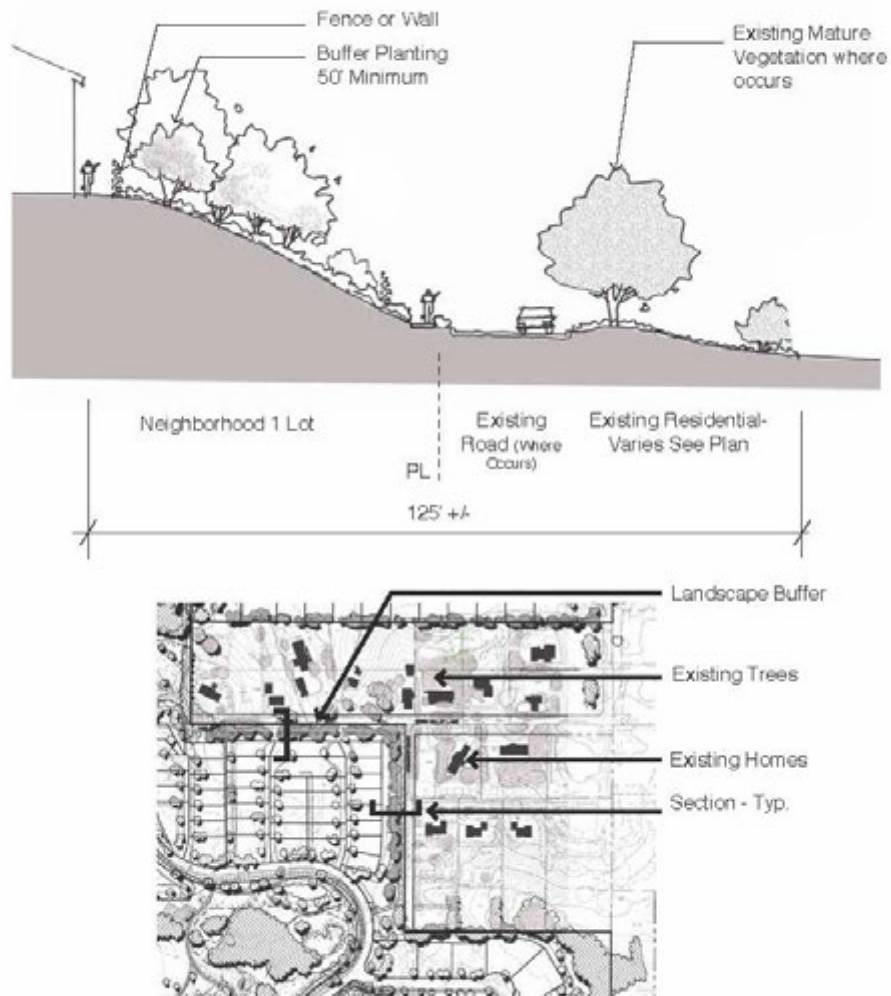 Fence or Wall
Buffer Planting
50' Minimum
Existing Mature
Vegetation where
occurs
Neighborhood 1 Lot
Existing
Road (Where
Occurs)
Existing Residential-
Varies See Plan
PL
125' +/-
Landscape Buffer
Existing Trees
Existing Homes
Section - Typ.